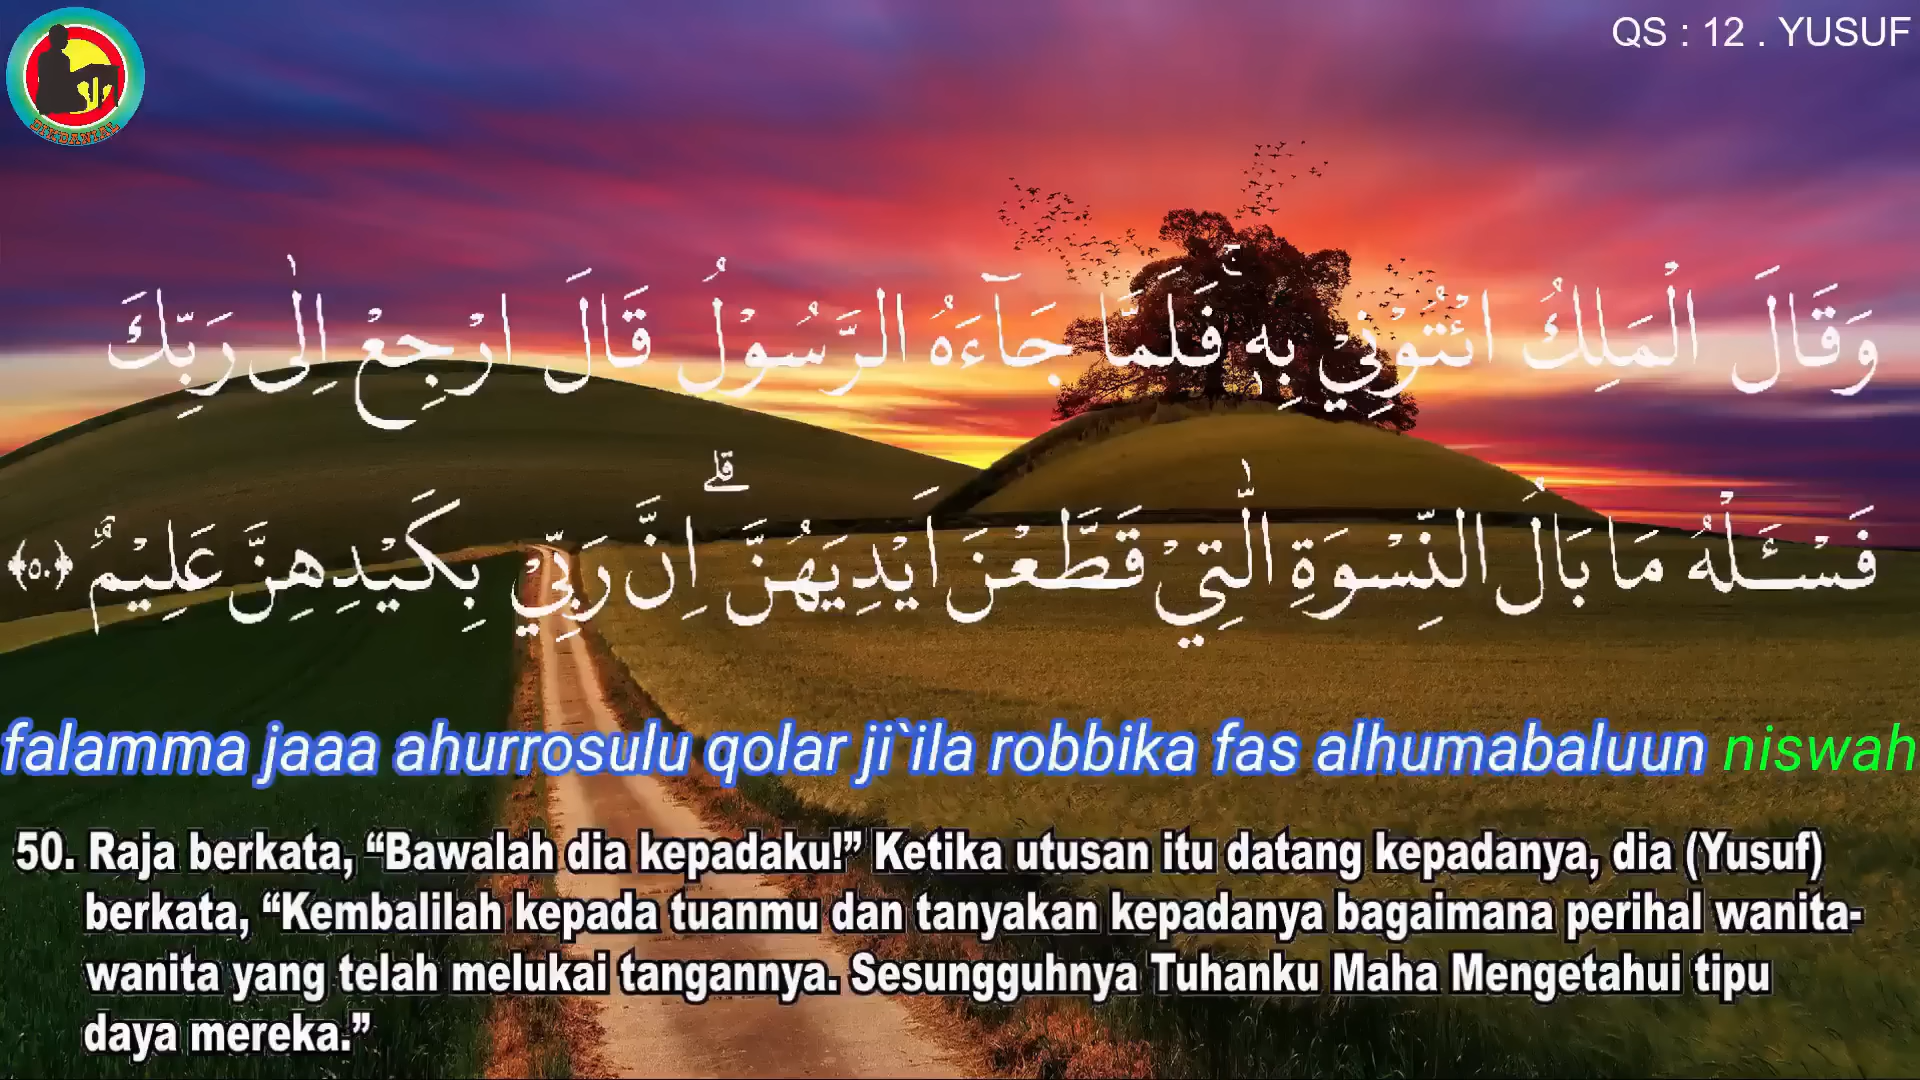 DIKDANIAL
QS : 12 . YUSUF
وَقَالَ الْمَلِكُ ائْتُوْنِيْ بِهٖ ۚ فَلَمَّا جَاۤءَهُ الرَّسُوْلُ قَالَ ارْجِعْ اِلٰى رَبِّكَ
فَسْـَٔلْهُ مَا بَالُ النِّسْوَةِ الّٰتِيْ قَطَّعْنَ اَيْدِيَهُنَّ ۗ اِنَّ رَبِّيْ بِكَيْدِهِنَّ عَلِيْمٌ ﴿٥٠﴾
falamma jaaa ahurrosulu qolar ji`ila robbika fas alhumabaluun niswah
50. Raja berkata, “Bawalah dia kepadaku!” Ketika utusan itu datang kepadanya, dia (Yusuf)
berkata, “Kembalilah kepada tuanmu dan tanyakan kepadanya bagaimana perihal wanita-
wanita yang telah melukai tangannya. Sesungguhnya Tuhanku Maha Mengetahui tipu
daya mereka.”